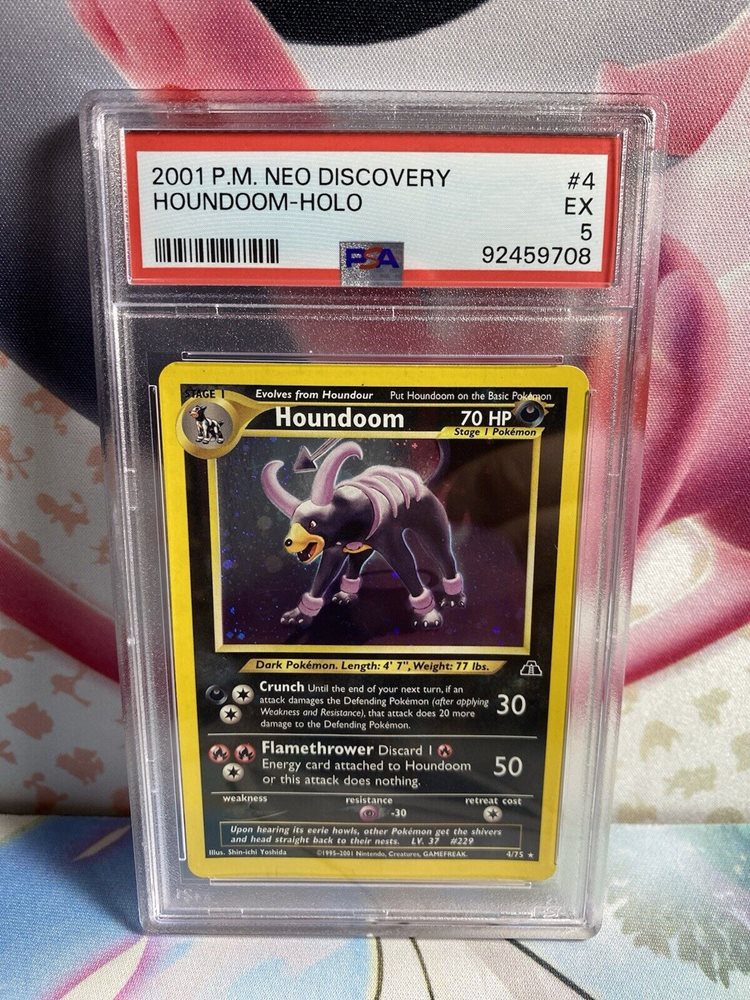 2001 P.M. NEO DISCOVERY #4
HOUNDOOM-HOLO EX
5
PSA 92459708
STAGE 1 Evolves from Houndour Put Houndoom on the Basic Pokémon
Houndoom 70 HP
Stage 1 Pokémon
Dark Pokémon. Length: 4' 7", Weight: 77 lbs.
Crunch Until the end of your next turn, if an
attack damages the Defending Pokémon (after applying
Weakness and Resistance), that attack does 20 more
damage to the Defending Pokémon.
30
Flamethrower Discard 1
Energy card attached to Houndoom
or this attack does nothing.
50
weakness resistance retreat cost
-30
Upon hearing its eerie howls, other Pokémon get the shivers
and head straight back to their nests. LV. 37 #229
Illus. Shin-ichi Yoshida ©1995-2001 Nintendo, Creatures, GAMEFREAK. 4/75 ★